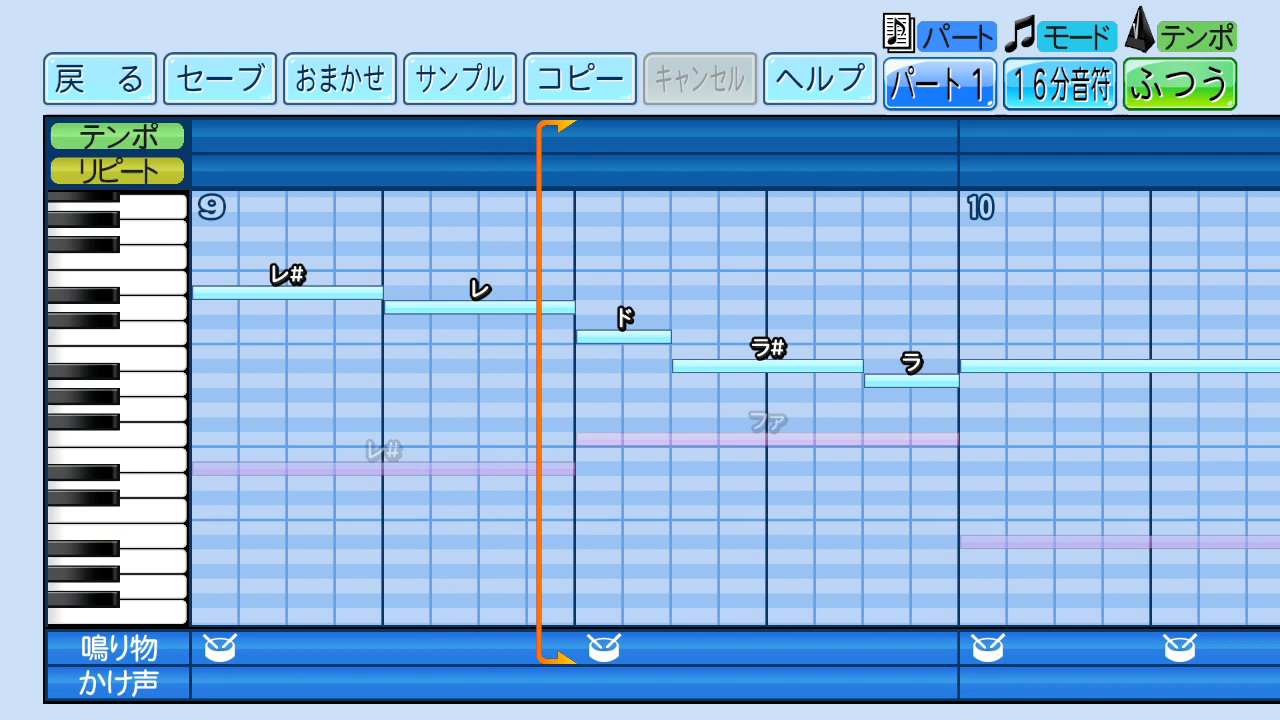 パート モード テンポ
戻る セーブ おまかせ サンプル コピー キャンセル ヘルプ パート1 16分音符 ふつう
テンポ
リピート
9 10
レ#
レ
ド
ラ#
ラ
ファ
レ#
鳴り物
かけ声